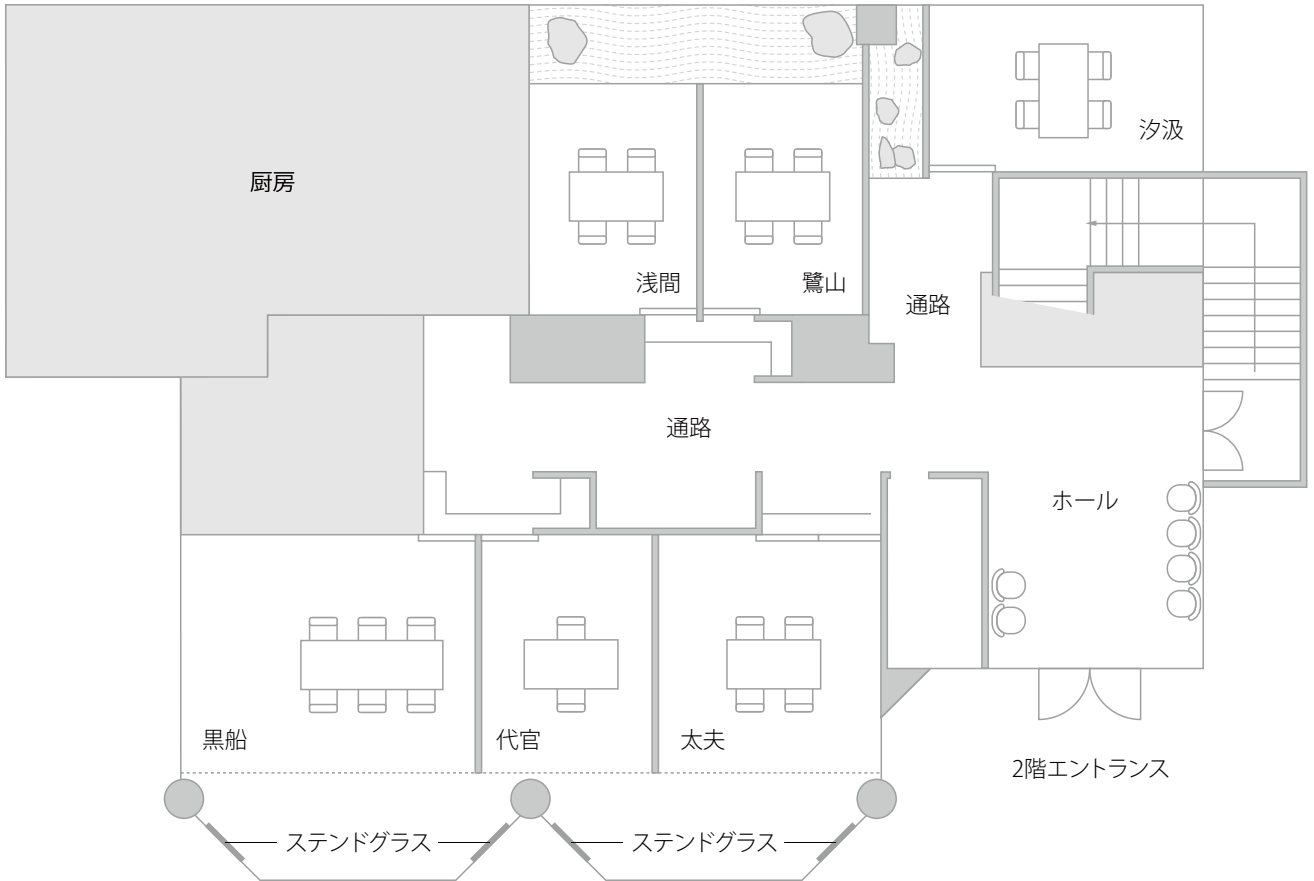 汐汲
厨房
浅間
鷺山
通路
通路
ホール
黒船
代官
太夫
2階エントランス
ステンドグラス
ステンドグラス